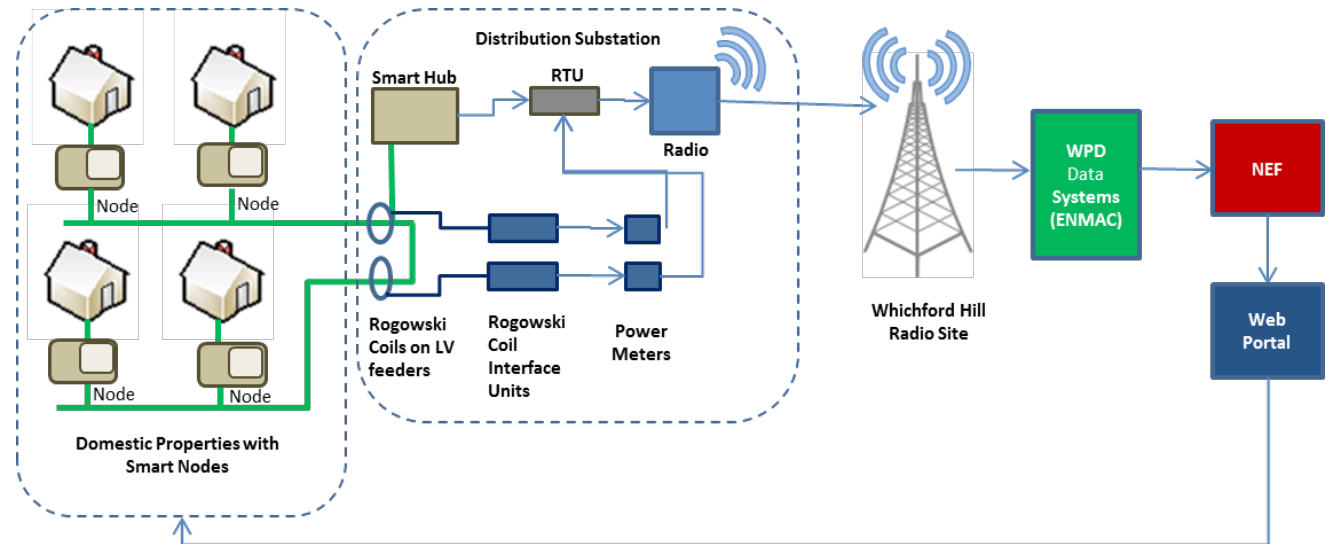 Distribution Substation
Smart Hub
RTU
Radio
Node
Node
Node
Node
Rogowski
Coils on LV
feeders
Rogowski
Coil
Interface
Units
Power
Meters
Domestic Properties with
Smart Nodes
Whichford Hill
Radio Site
WPD
Data
Systems
(ENMAC)
NEF
Web
Portal